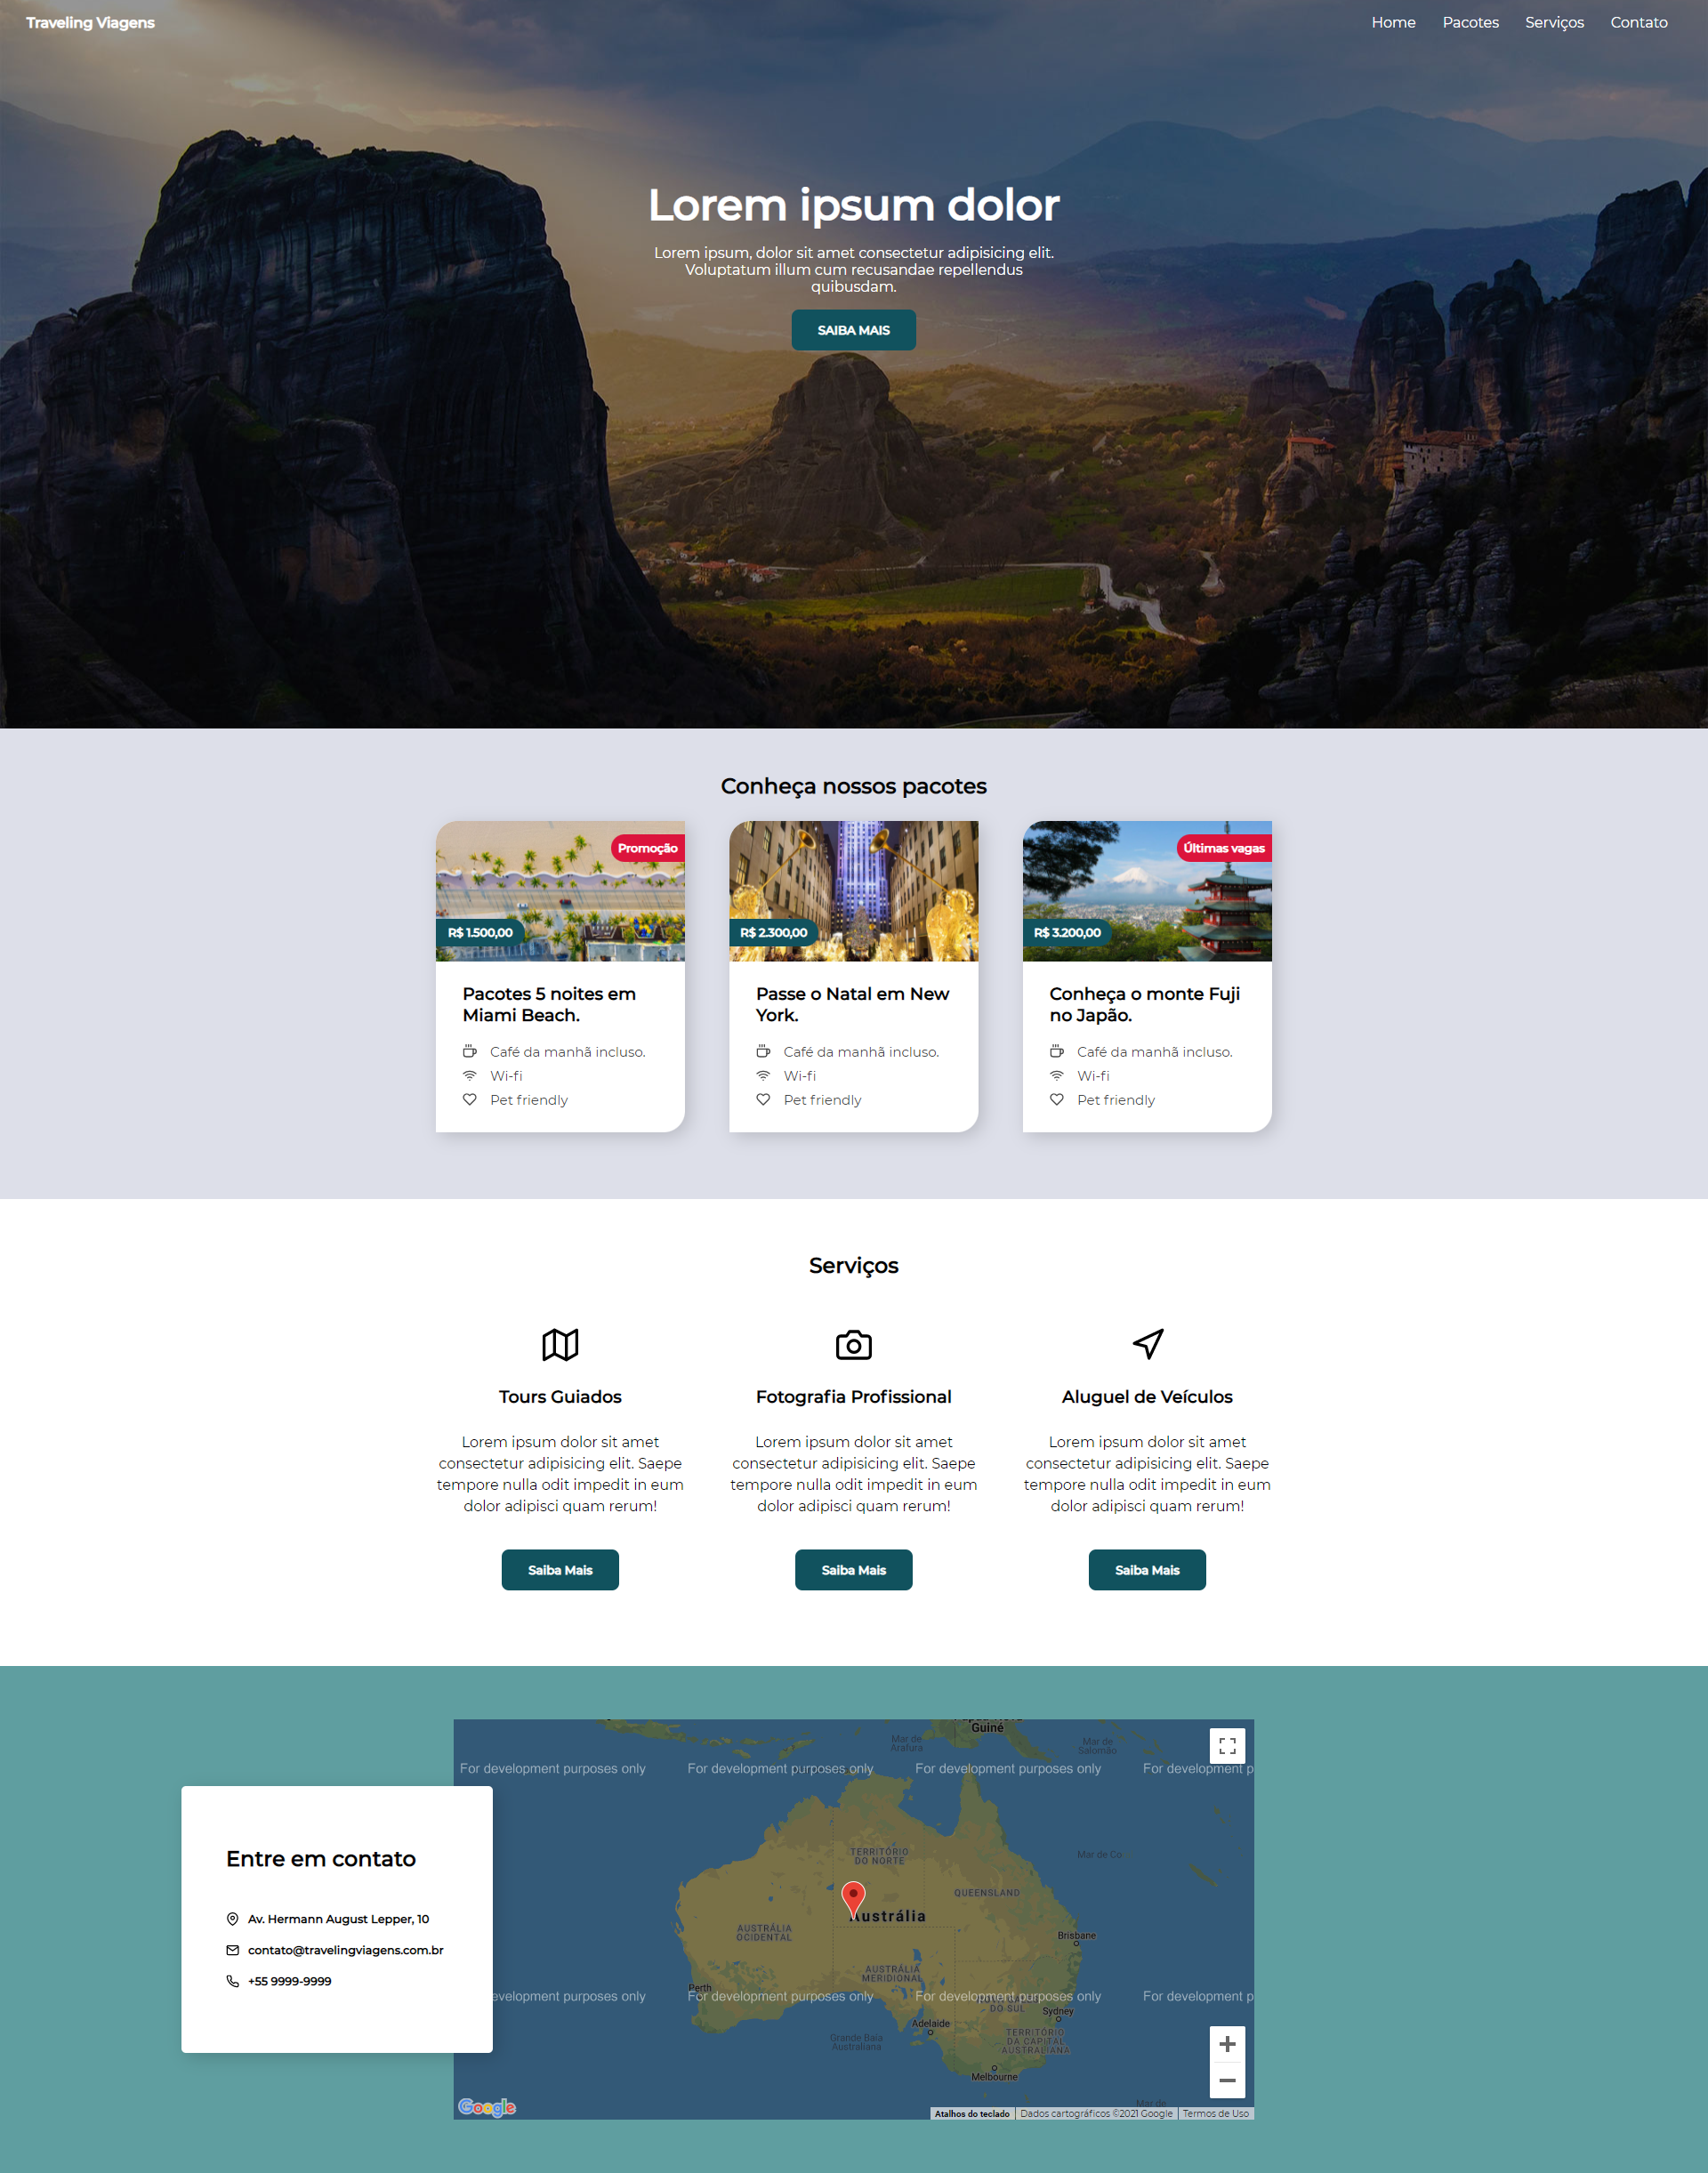 Traveling Viagens
Home Pacotes Serviços Contato
Lorem ipsum dolor
Lorem ipsum, dolor sit amet consectetur adipisicing elit.
Voluptatum illum cum recusandae repellendus
quibusdam.
SAIBA MAIS
Conheça nossos pacotes
Promoção
R$ 1.500,00
Pacotes 5 noites em
Miami Beach.
Café da manhã incluso.
Wi-fi
Pet friendly
R$ 2.300,00
Passe o Natal em New
York.
Café da manhã incluso.
Wi-fi
Pet friendly
Últimas vagas
R$ 3.200,00
Conheça o monte Fuji
no Japão.
Café da manhã incluso.
Wi-fi
Pet friendly
Serviços
Tours Guiados
Lorem ipsum dolor sit amet
consectetur adipisicing elit. Saepe
tempore nulla odit impedit in eum
dolor adipisci quam rerum!
Saiba Mais
Fotografia Profissional
Lorem ipsum dolor sit amet
consectetur adipisicing elit. Saepe
tempore nulla odit impedit in eum
dolor adipisci quam rerum!
Saiba Mais
Aluguel de Veículos
Lorem ipsum dolor sit amet
consectetur adipisicing elit. Saepe
tempore nulla odit impedit in eum
dolor adipisci quam rerum!
Saiba Mais
Entre em contato
Av. Hermann August Lepper, 10
contato@travelingviagens.com.br
+55 9999-9999
Guiné
Mar de
Arafura
Mar de
Salomão
For development purposes only For development purposes only For development purposes only For development p
Mar de Co
TERRITÓRIO
DO NORTE
QUEENSLAND
Austrália
AUSTRÁLIA
OCIDENTAL
Brisbane
AUSTRÁLIA
MERIDIONAL
Perth
evelopment purposes only For development purposes only For development purposes only For development p
DO SUL
Sydney
Adelaide
TERRITÓRIO
DA CAPITAL
AUSTRALIANA
Grande Baía
Australiana
Melbourne
Mar de
Google
Atalhos do teclado Dados cartográficos ©2021 Google Termos de Uso